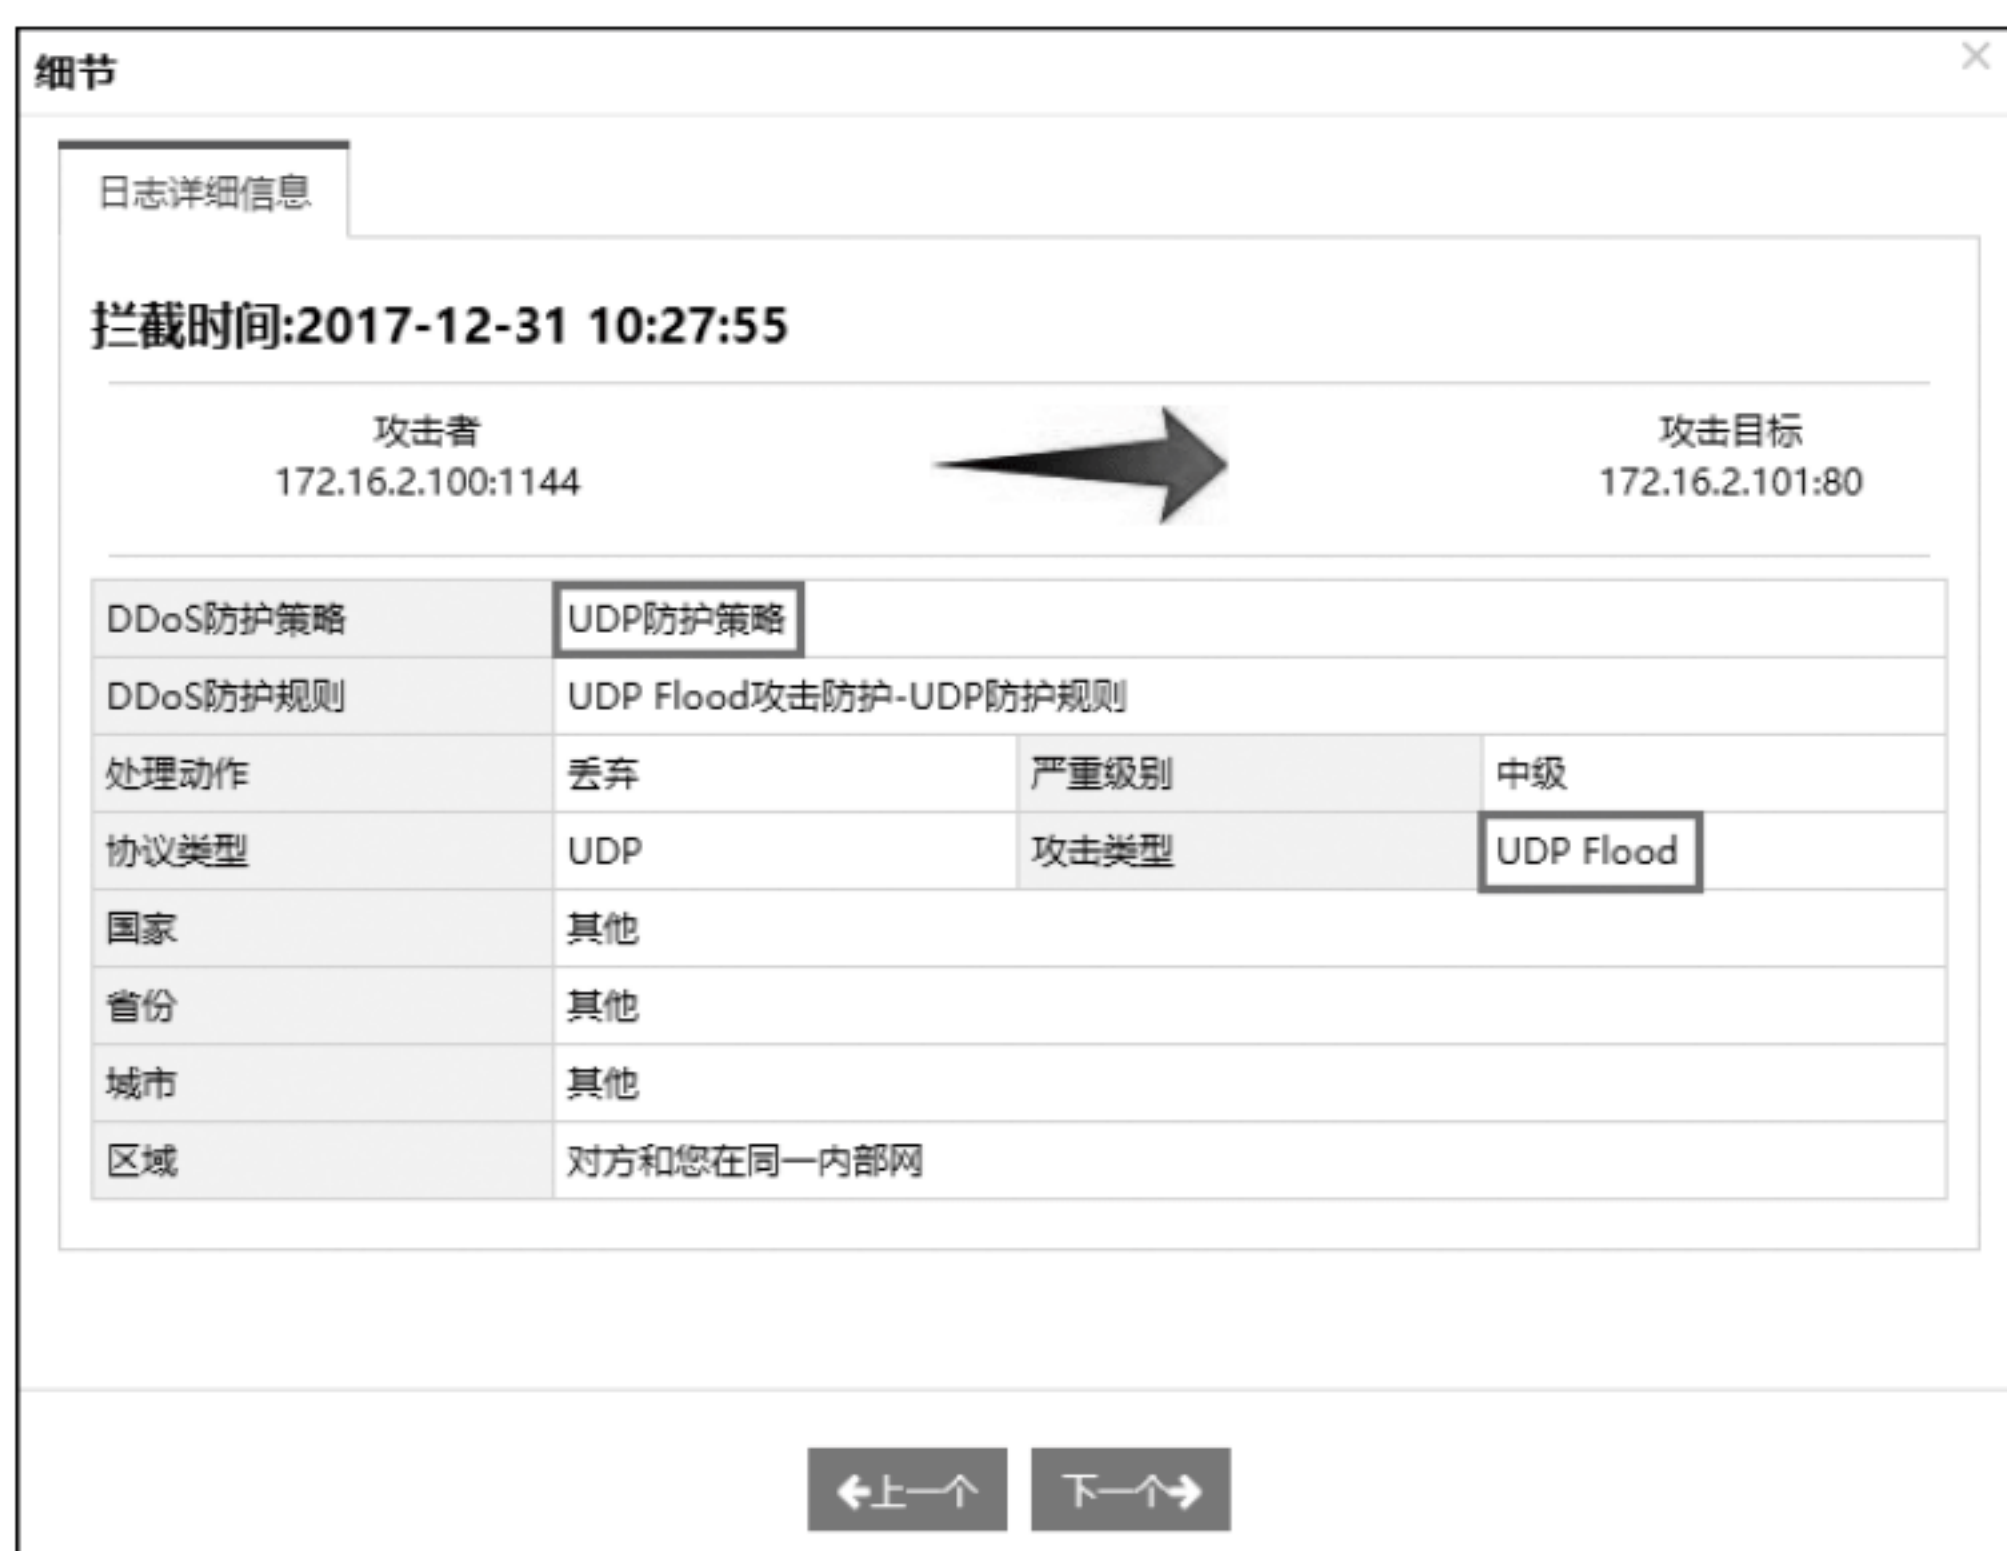 细节
日志详细信息
拦截时间:2017-12-31 10:27:55
攻击者 攻击目标
172.16.2.100:1144 172.16.2.101:80
DDoS防护策略 UDP防护策略
DDoS防护规则 UDP Flood攻击防护-UDP防护规则
处理动作 丢弃 严重级别 中级
协议类型 UDP 攻击类型 UDP Flood
国家 其他
省份 其他
城市 其他
区域 对方和您在同一内部网
上一个 下一个